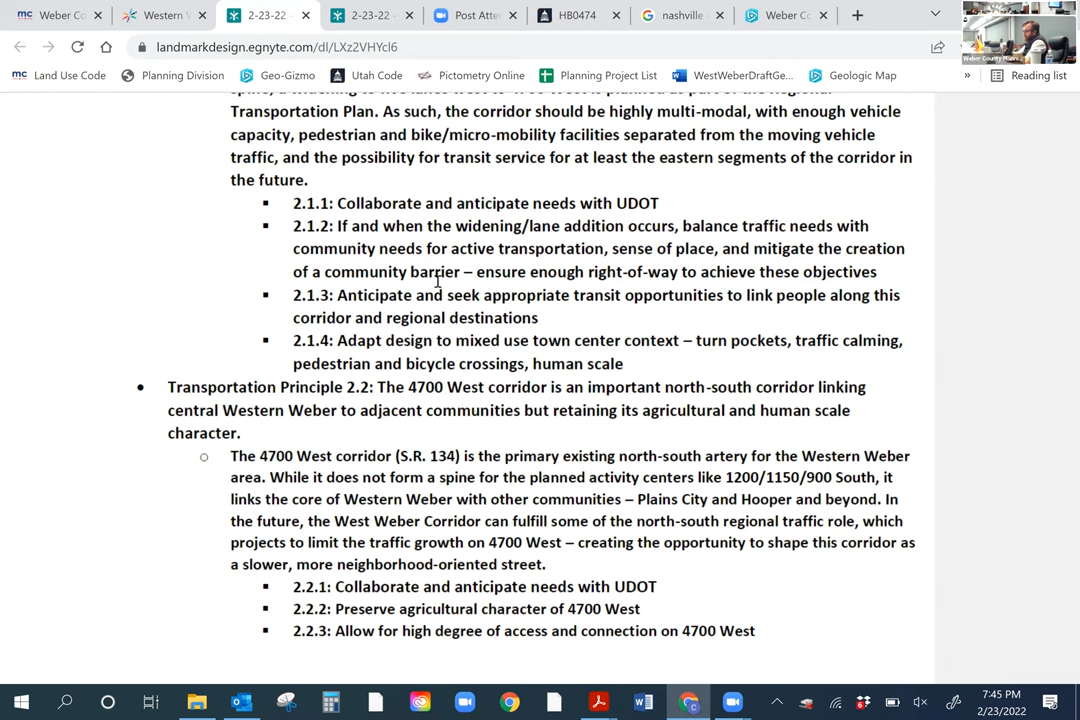 Weber Co
Western V
2-23-22
2-23-22
Post Atte
HB0474
nashville
Weber Co
landmarkdesign.egnyte.com/dl/LXz2VHYcl6
Land Use Code
Planning Division
Geo-Gizmo
Utah Code
Pictometry Online
Planning Project List
WestWeberDraftGe...
Geologic Map
»
Reading list
Transportation Plan. As such, the corridor should be highly multi-modal, with enough vehicle
capacity, pedestrian and bike/micro-mobility facilities separated from the moving vehicle
traffic, and the possibility for transit service for at least the eastern segments of the corridor in
the future.
▪ 2.1.1: Collaborate and anticipate needs with UDOT
▪ 2.1.2: If and when the widening/lane addition occurs, balance traffic needs with
community needs for active transportation, sense of place, and mitigate the creation
of a community barrier – ensure enough right-of-way to achieve these objectives
▪ 2.1.3: Anticipate and seek appropriate transit opportunities to link people along this
corridor and regional destinations
▪ 2.1.4: Adapt design to mixed use town center context – turn pockets, traffic calming,
pedestrian and bicycle crossings, human scale
• Transportation Principle 2.2: The 4700 West corridor is an important north-south corridor linking
central Western Weber to adjacent communities but retaining its agricultural and human scale
character.
○ The 4700 West corridor (S.R. 134) is the primary existing north-south artery for the Western Weber
area. While it does not form a spine for the planned activity centers like 1200/1150/900 South, it
links the core of Western Weber with other communities – Plains City and Hooper and beyond. In
the future, the West Weber Corridor can fulfill some of the north-south regional traffic role, which
projects to limit the traffic growth on 4700 West – creating the opportunity to shape this corridor as
a slower, more neighborhood-oriented street.
▪ 2.2.1: Collaborate and anticipate needs with UDOT
▪ 2.2.2: Preserve agricultural character of 4700 West
▪ 2.2.3: Allow for high degree of access and connection on 4700 West
7:45 PM
2/23/2022